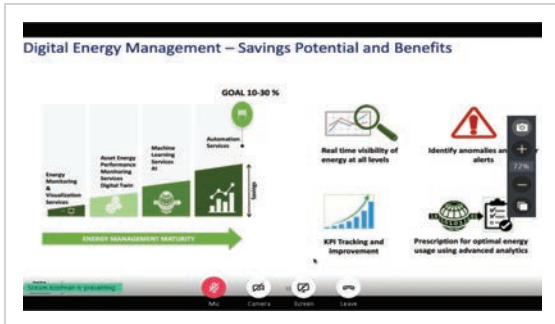 Digital Energy Management – Savings Potential and Benefits
GOAL 10-30 %
Automation
Services
Machine
Learning
Services
AI
Asset Energy
Performance
Monitoring
Services
Digital Twin
Energy
Monitoring
&
Visualization
Services
Savings
ENERGY MANAGEMENT MATURITY
Real time visibility of
energy at all levels
Identify anomalies an
alerts
KPI Tracking and
Improvement
Prescription for optimal energy
usage using advanced analytics
72%
is presenting
Mic
Camera
Screen
Leave